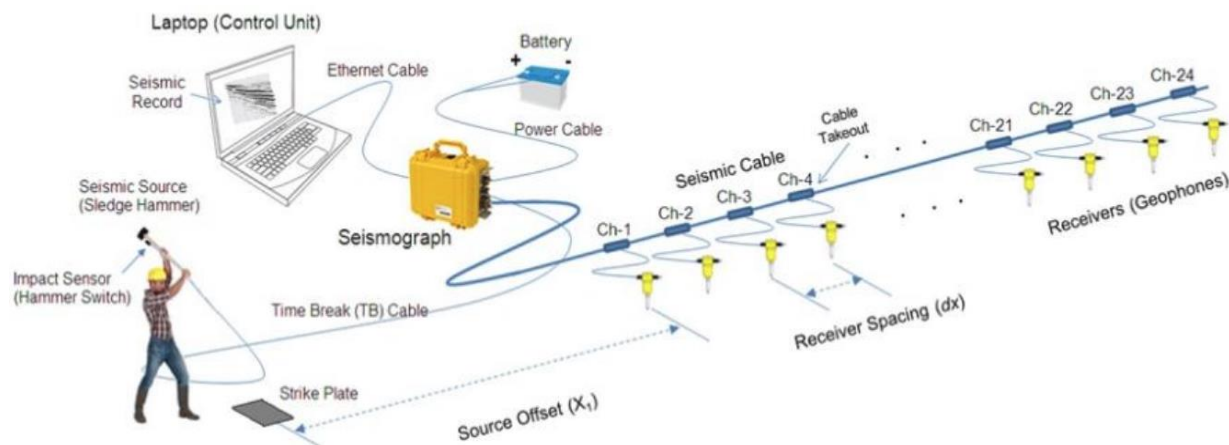 Laptop (Control Unit)
Seismic
Record
Ethernet Cable
Battery
+ -
Power Cable
Seismic Source
(Sledge Hammer)
Impact Sensor
(Hammer Switch)
Seismograph
Time Break (TB) Cable
Strike Plate
Source Offset (X₁)
Seismic Cable
Ch-1
Ch-2
Ch-3
Ch-4
Cable
Takeout
. . .
Ch-21
Ch-22
Ch-23
Ch-24
. . .
Receivers (Geophones)
Receiver Spacing (dx)